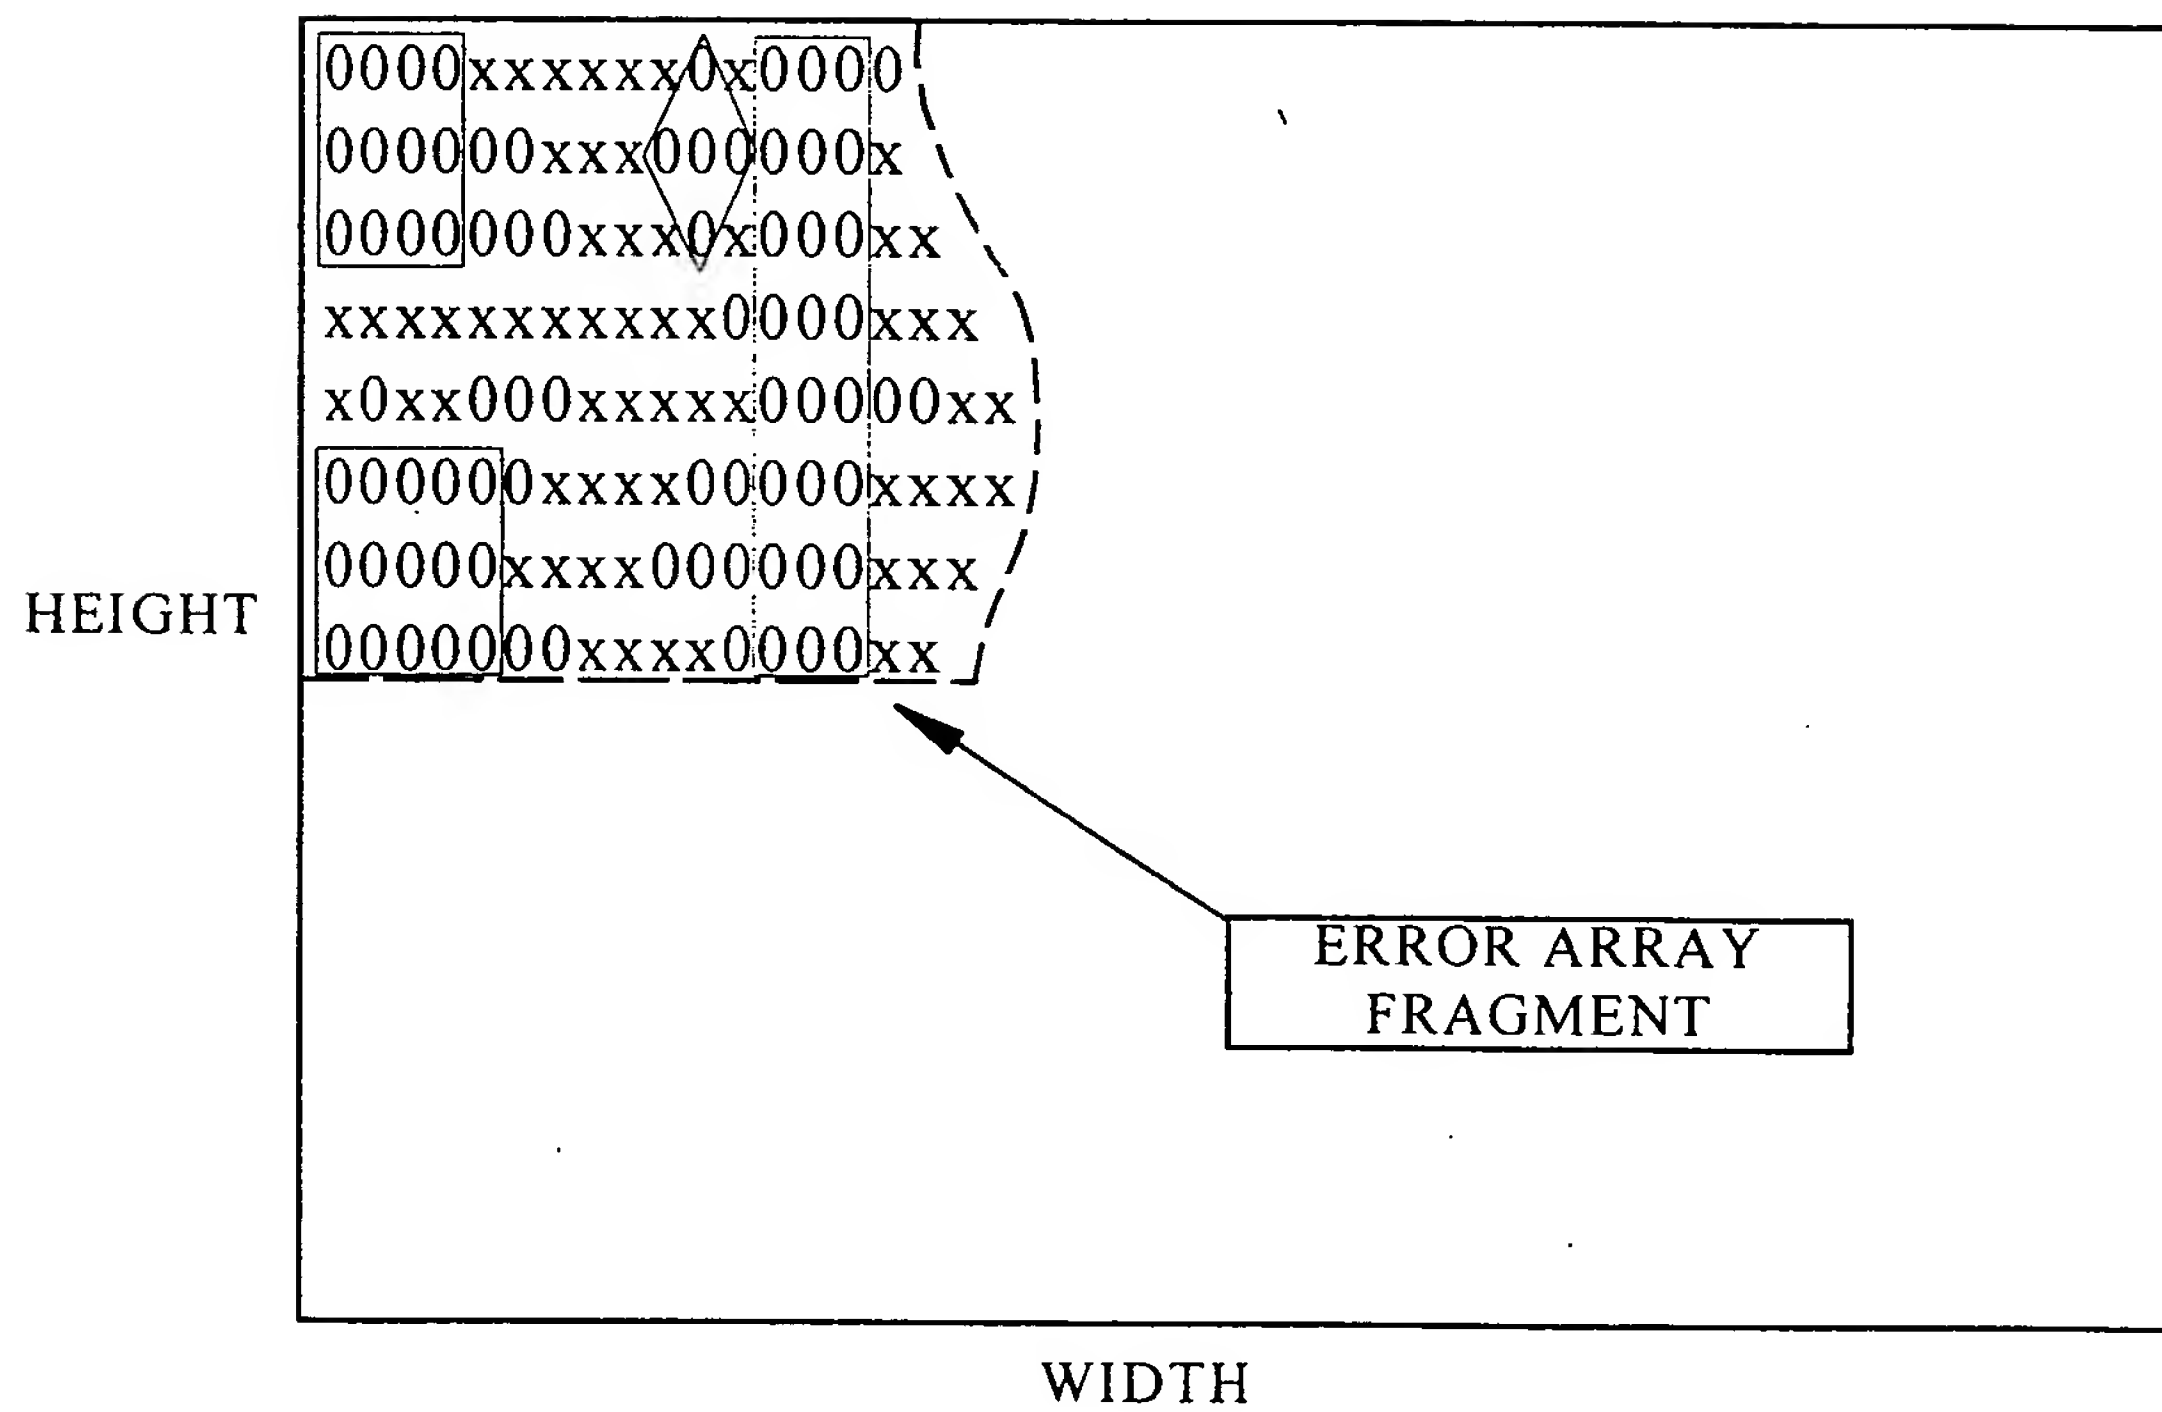 0000xxxxxx0x0000
000000xxx000000x
0000000xxx0x000xx
xxxxxxxxxxx0000xxx
x0xx000xxxxx00000xx
000000xxxx00000xxxx
00000xxxx000000xxx
0000000xxxx0000xx
HEIGHT
ERROR ARRAY
FRAGMENT
WIDTH